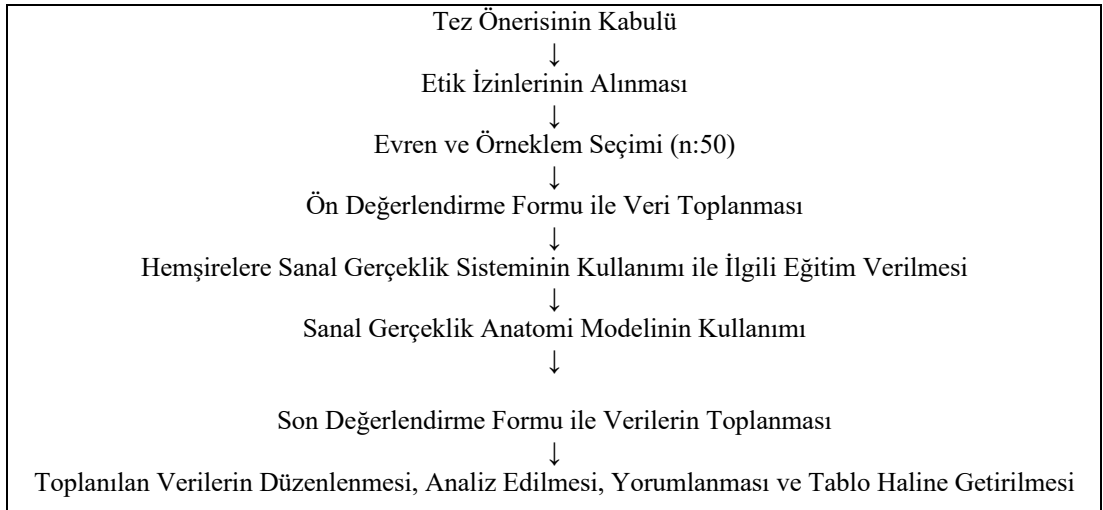 Tez Önerisinin Kabulü
↓
Etik İzinlerinin Alınması
↓
Evren ve Örneklem Seçimi (n:50)
↓
Ön Değerlendirme Formu ile Veri Toplanması
↓
Hemşirelere Sanal Gerçeklik Sisteminin Kullanımı ile İlgili Eğitim Verilmesi
↓
Sanal Gerçeklik Anatomi Modelinin Kullanımı
↓
Son Değerlendirme Formu ile Verilerin Toplanması
↓
Toplanılan Verilerin Düzenlenmesi, Analiz Edilmesi, Yorumlanması ve Tablo Haline Getirilmesi